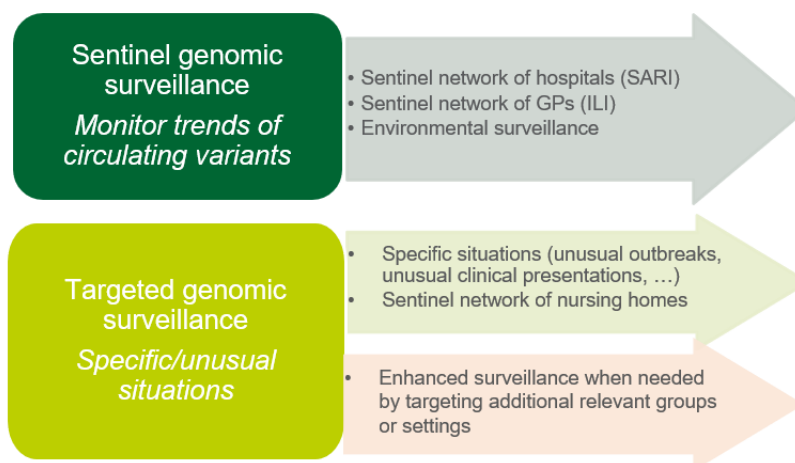 Sentinel genomic
surveillance
Monitor trends of
circulating variants
• Sentinel network of hospitals (SARI)
• Sentinel network of GPs (ILI)
• Environmental surveillance
Targeted genomic
surveillance
Specific/unusual
situations
• Specific situations (unusual outbreaks,
unusual clinical presentations, …)
• Sentinel network of nursing homes
• Enhanced surveillance when needed
by targeting additional relevant groups
or settings